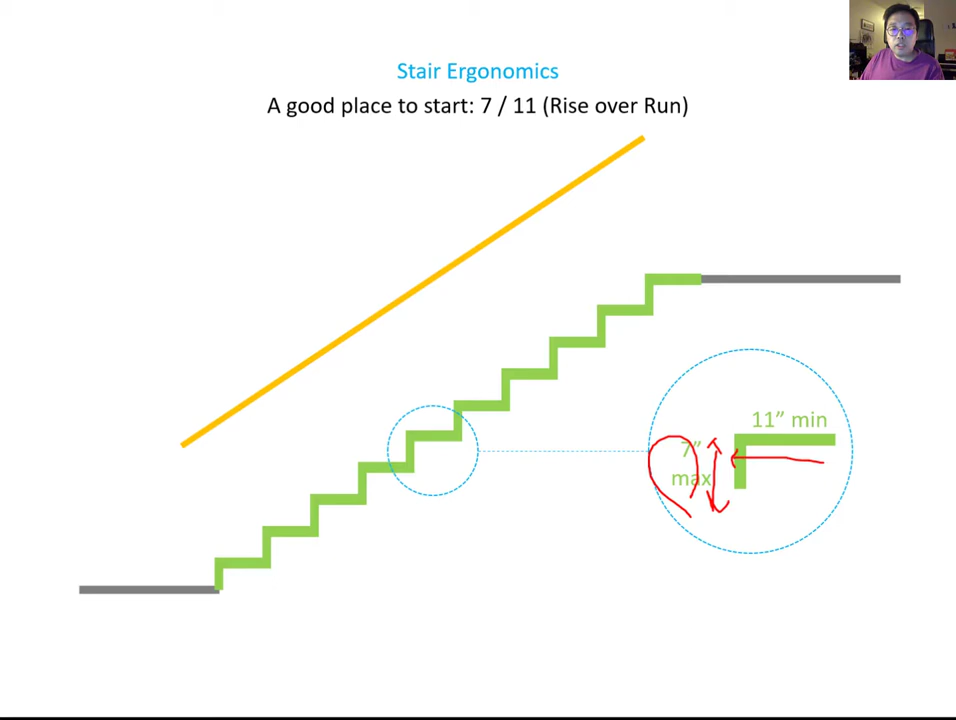 Stair Ergonomics
A good place to start: 7 / 11 (Rise over Run)
11” min
7”
max